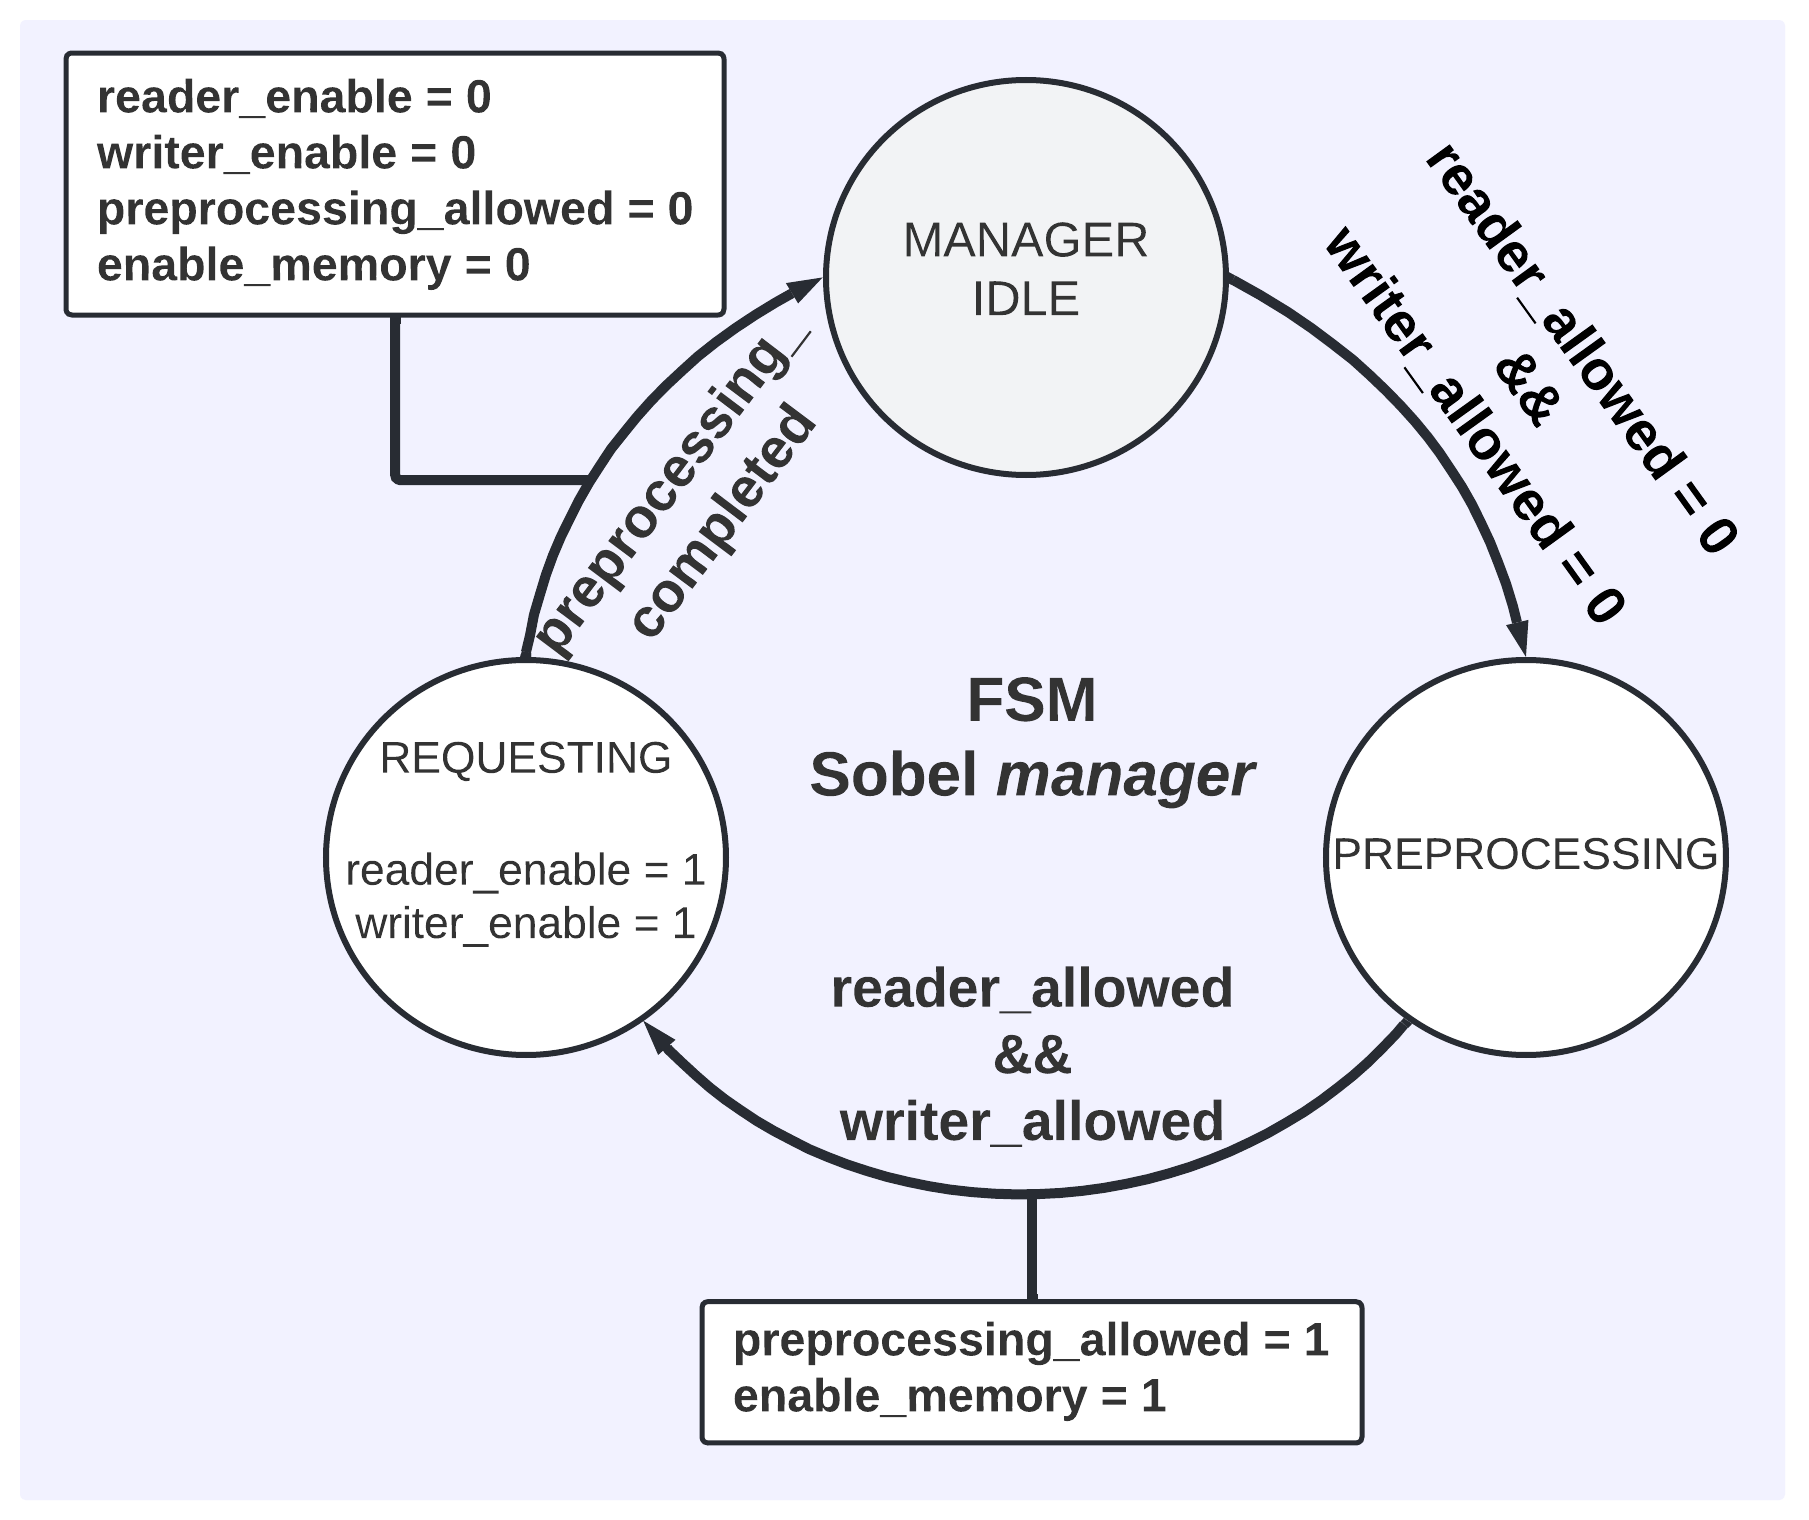 reader_enable = 0
writer_enable = 0
preprocessing_allowed = 0
enable_memory = 0
MANAGER
IDLE
reader_allowed = 0
&&
writer_allowed = 0
preprocessing_
completed
FSM
Sobel manager
REQUESTING
reader_enable = 1
writer_enable = 1
PREPROCESSING
reader_allowed
&&
writer_allowed
preprocessing_allowed = 1
enable_memory = 1